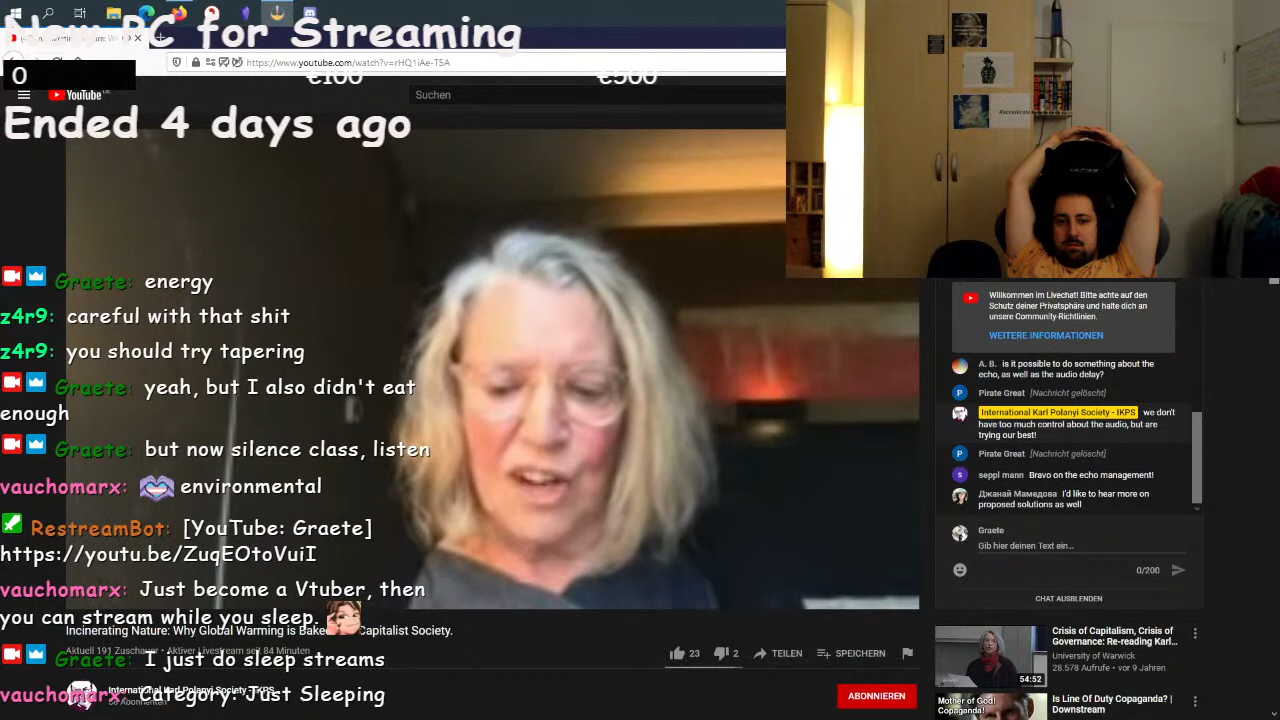 New PC for Streaming
https://www.youtube.com/watch?v=rHQ1iAe-T5A
0
€100
€500
YouTube
Suchen
Ended 4 days ago
#accelerate
Graete: energy
z4r9: careful with that shit
z4r9: you should try tapering
Graete: yeah, but I also didn't eat
enough
Graete: but now silence class, listen
vauchomarx: environmental
RestreamBot: [YouTube: Graete]
https://youtu.be/ZuqEOtoVuiI
vauchomarx: Just become a Vtuber, then
you can stream while you sleep.
Incinerating Nature: Why Global Warming is Baked
Capitalist Society.
Aktuell 191 Zuschauer • Aktiver Livestream seit 84 Minuten
Graete: I just do sleep streams
International Karl Polanyi Society - IKPS
Abonnenten
vauchomarx: Category: Just Sleeping
23
2
TEILEN
SPEICHERN
ABONNIEREN
Willkommen im Livechat! Bitte achte auf den
Schutz deiner Privatsphäre und halte dich an
unsere Community-Richtlinien.
WEITERE INFORMATIONEN
A. B. is it possible to do something about the
echo, as well as the audio delay?
Pirate Great [Nachricht gelöscht]
International Karl Polanyi Society - IKPS we don't
have too much control about the audio, but are
trying our best!
Pirate Great [Nachricht gelöscht]
seppl mann Bravo on the echo management!
Джанай Мамедова I'd like to hear more on
proposed solutions as well
Graete
Gib hier deinen Text ein...
0/200
CHAT AUSBLENDEN
Crisis of Capitalism, Crisis of
Governance: Re-reading Karl...
University of Warwick
28.578 Aufrufe • vor 9 Jahren
54:52
Mother of God!
Copaganda!
Is Line Of Duty Copaganda? |
Downstream
Novara Media